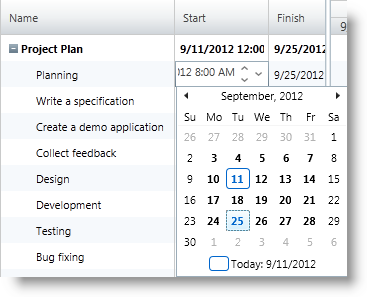 Name Start Finish
9
Project Plan 9/11/2012 12:00 9/25/2012
Planning 012 8:00 AM 9/25/2012
Write a specification
Create a demo application
Collect feedback
Design
Development
Testing
Bug fixing
September, 2012
Su Mo Tu We Th Fr Sa
26 27 28 29 30 31 1
2 3 4 5 6 7 8
9 10 11 12 13 14 15
16 17 18 19 20 21 22
23 24 25 26 27 28 29
30 1 2 3 4 5 6
Today: 9/11/2012